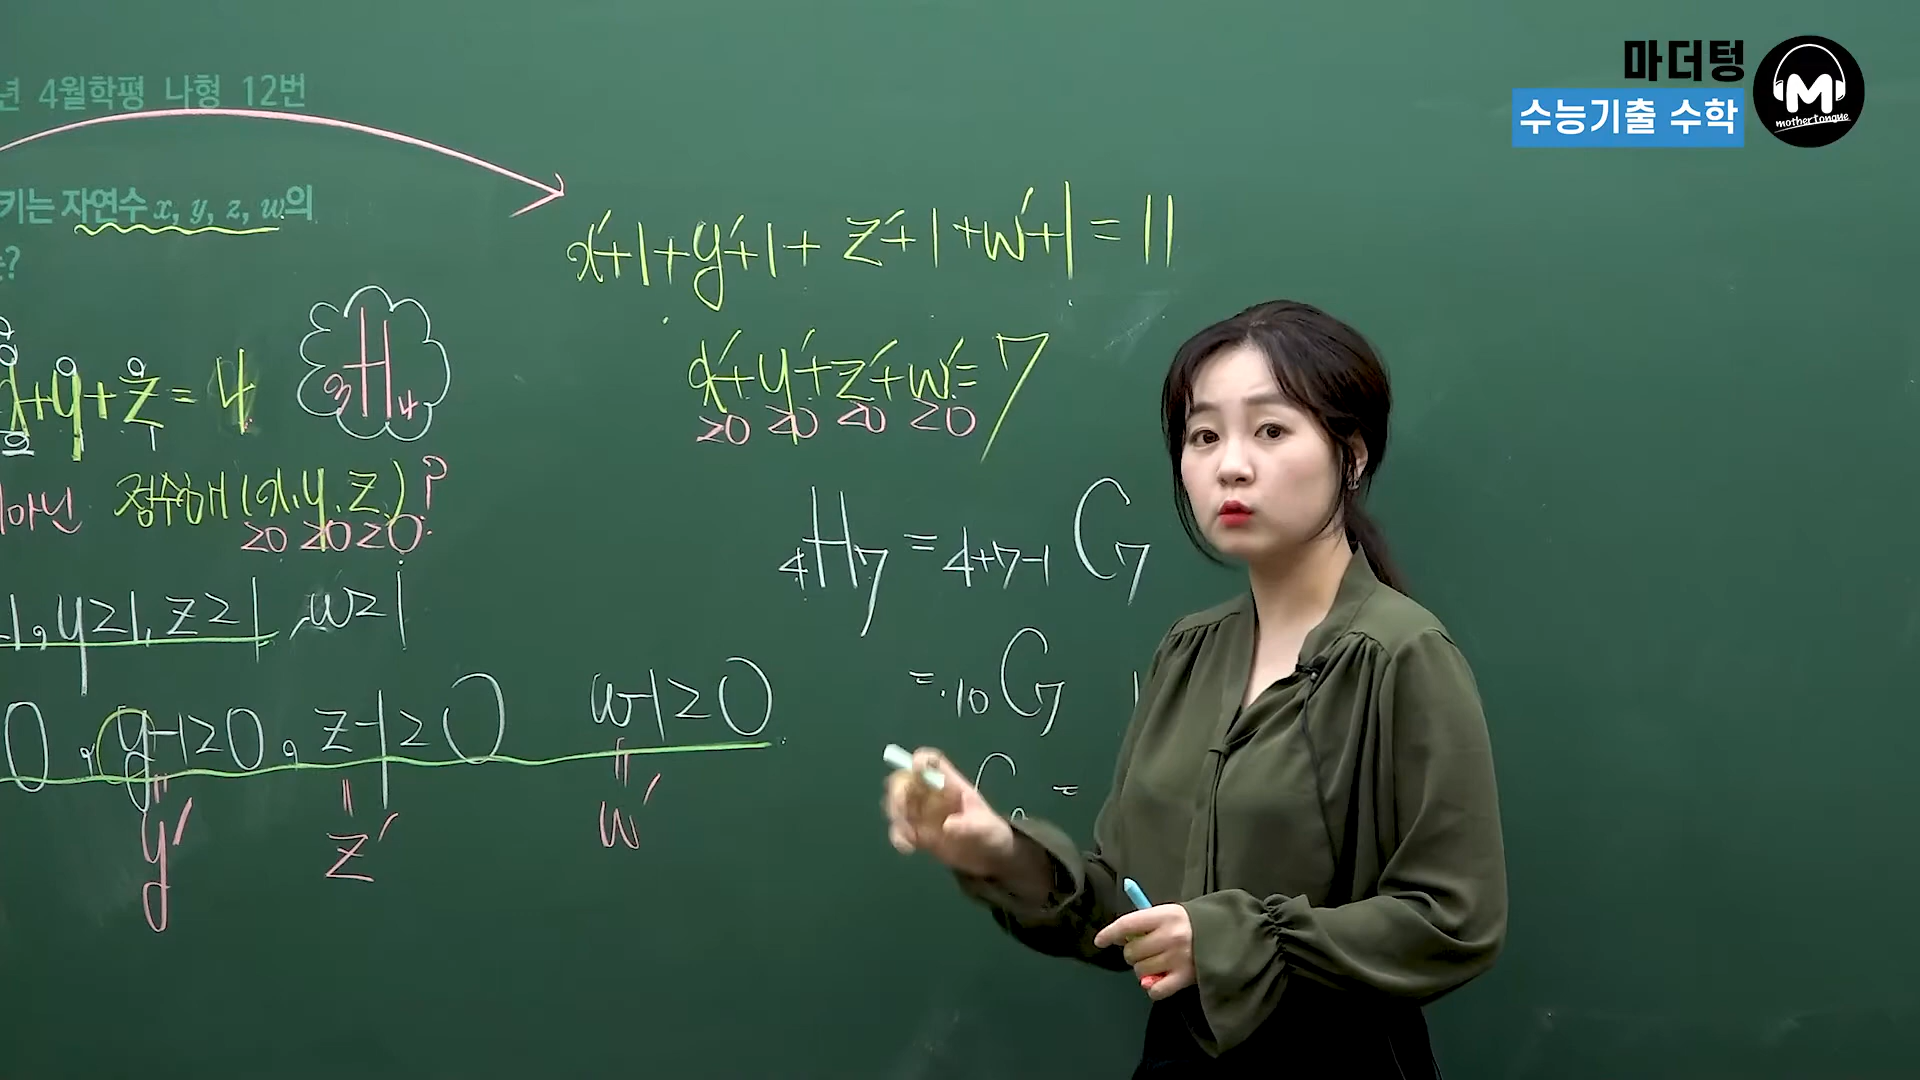 년 4월학평 나형 12번
키는 자연수 x, y, z, w의
는?
x+y+z=4
₃H₄
아닌 정수해 (x, y, z)?
≥0 ≥0 ≥0
1, y≥1, z≥1, w≥1
0, y-1≥0, z-1≥0 w-1≥0
y′ z′ w′
x′+1+y′+1+z′+1+w′+1=11
x′+y′+z′+w′=7
≥0 ≥0 ≥0 ≥0
₄H₇ = ₄₊₇₋₁C₇
= ₁₀C₇
C =
마더텅
수능기출 수학
M
mothertongue